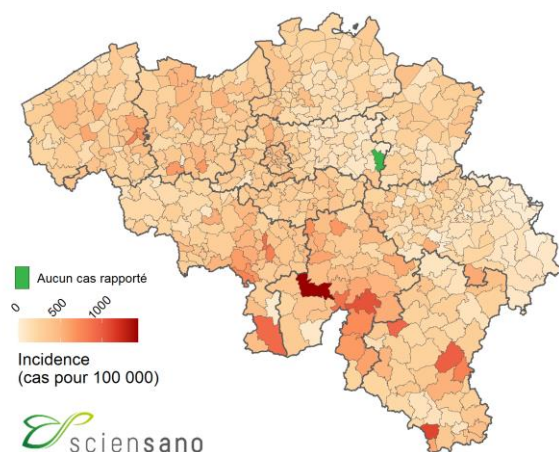 Aucun cas rapporté
0
500
1000
Incidence
(cas pour 100 000)
sciensano